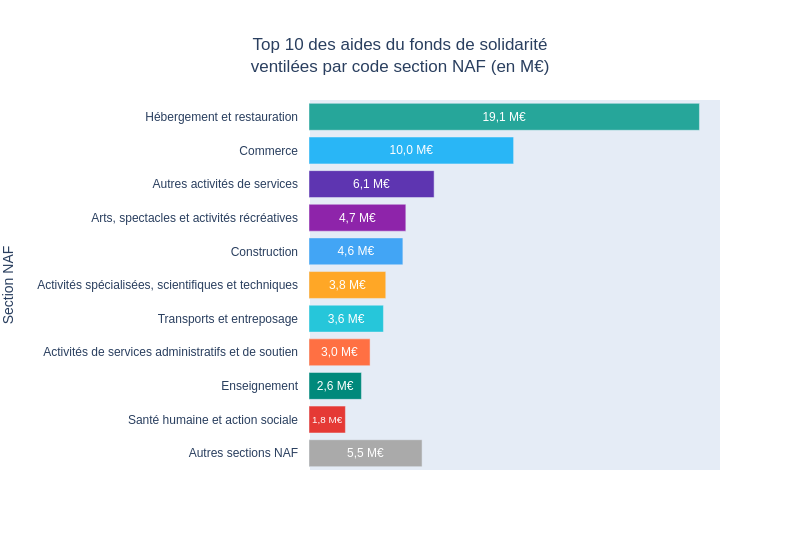 Top 10 des aides du fonds de solidarité
ventilées par code section NAF (en M€)
Section NAF
Hébergement et restauration 19,1 M€
Commerce 10,0 M€
Autres activités de services 6,1 M€
Arts, spectacles et activités récréatives 4,7 M€
Construction 4,6 M€
Activités spécialisées, scientifiques et techniques 3,8 M€
Transports et entreposage 3,6 M€
Activités de services administratifs et de soutien 3,0 M€
Enseignement 2,6 M€
Santé humaine et action sociale 1,8 M€
Autres sections NAF 5,5 M€